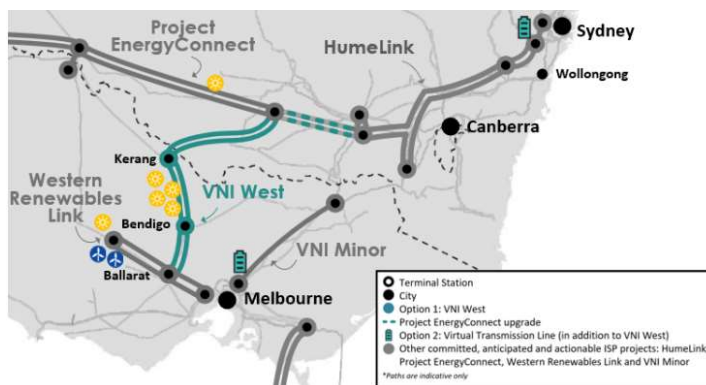 Project
EnergyConnect
HumeLink
Sydney
Wollongong
Canberra
Kerang
Western
Renewables
Link
VNI West
Bendigo
VNI Minor
Ballarat
Melbourne
Terminal Station
City
Option 1: VNI West
Project EnergyConnect upgrade
Option 2: Virtual Transmission Line (in addition to VNI West)
Other committed, anticipated and actionable ISP projects: HumeLink
Project EnergyConnect, Western Renewables Link and VNI Minor
*Paths are indicative only